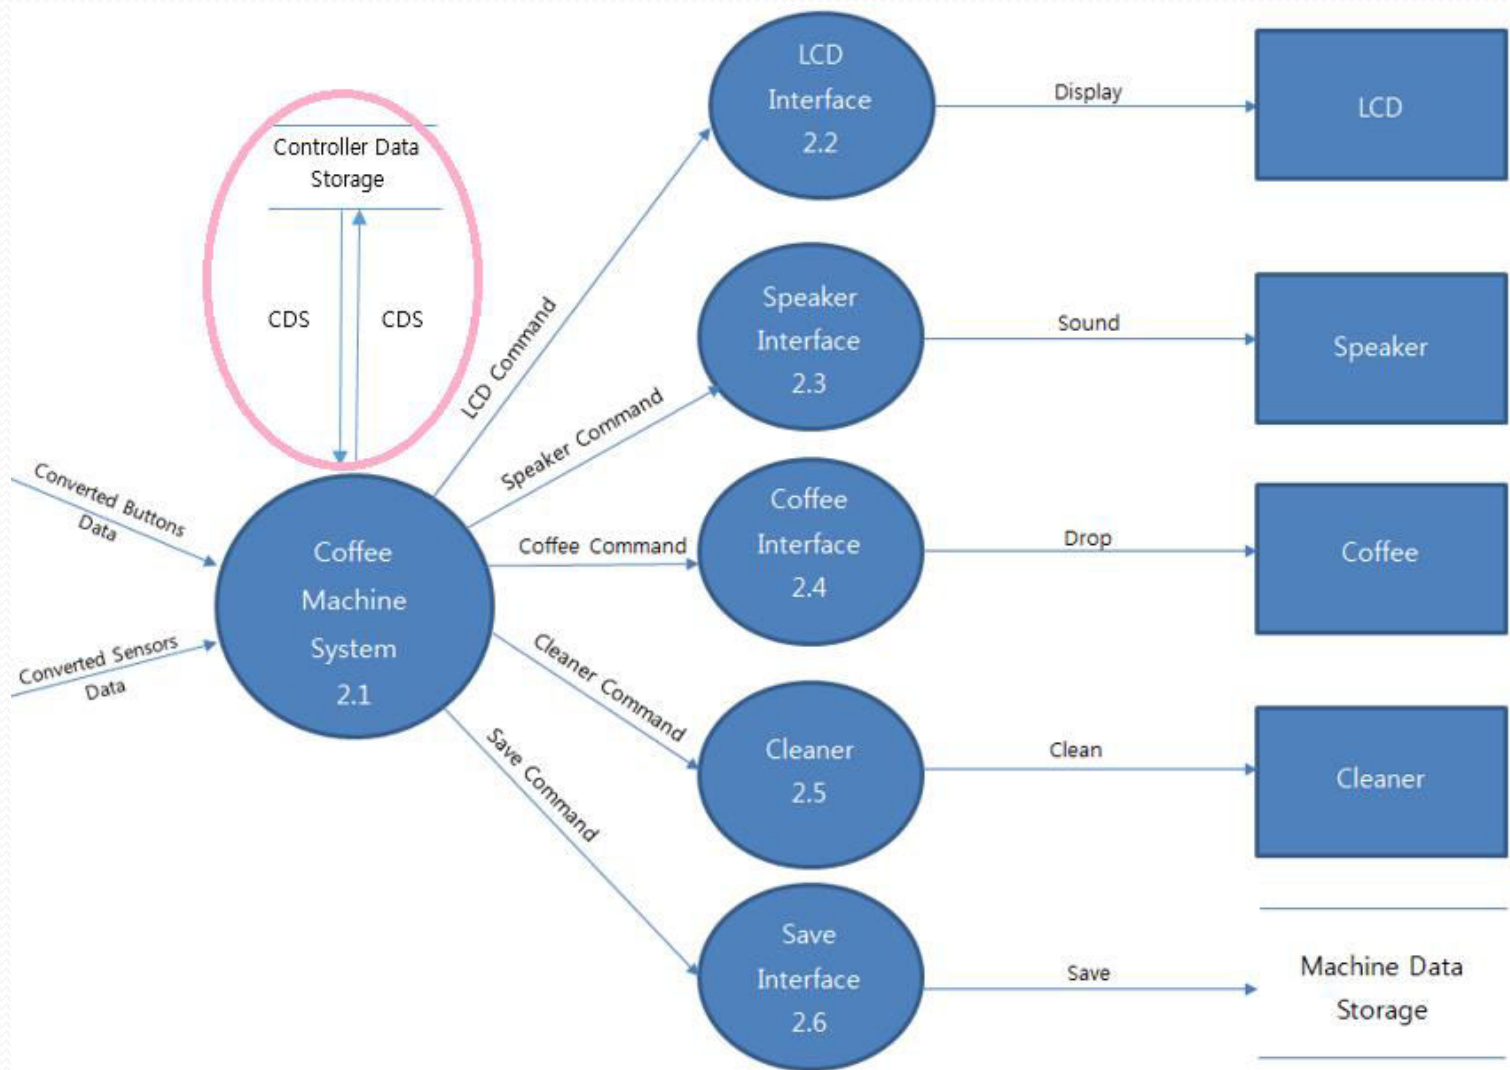 LCD
Interface
2.2
Display
LCD
Controller Data
Storage
CDS
CDS
LCD Command
Speaker
Interface
2.3
Sound
Speaker
Speaker Command
Converted Buttons
Data
Coffee
Machine
System
2.1
Coffee Command
Coffee
Interface
2.4
Drop
Coffee
Converted Sensors
Data
Cleaner Command
Cleaner
2.5
Clean
Cleaner
Save Command
Save
Interface
2.6
Save
Machine Data
Storage